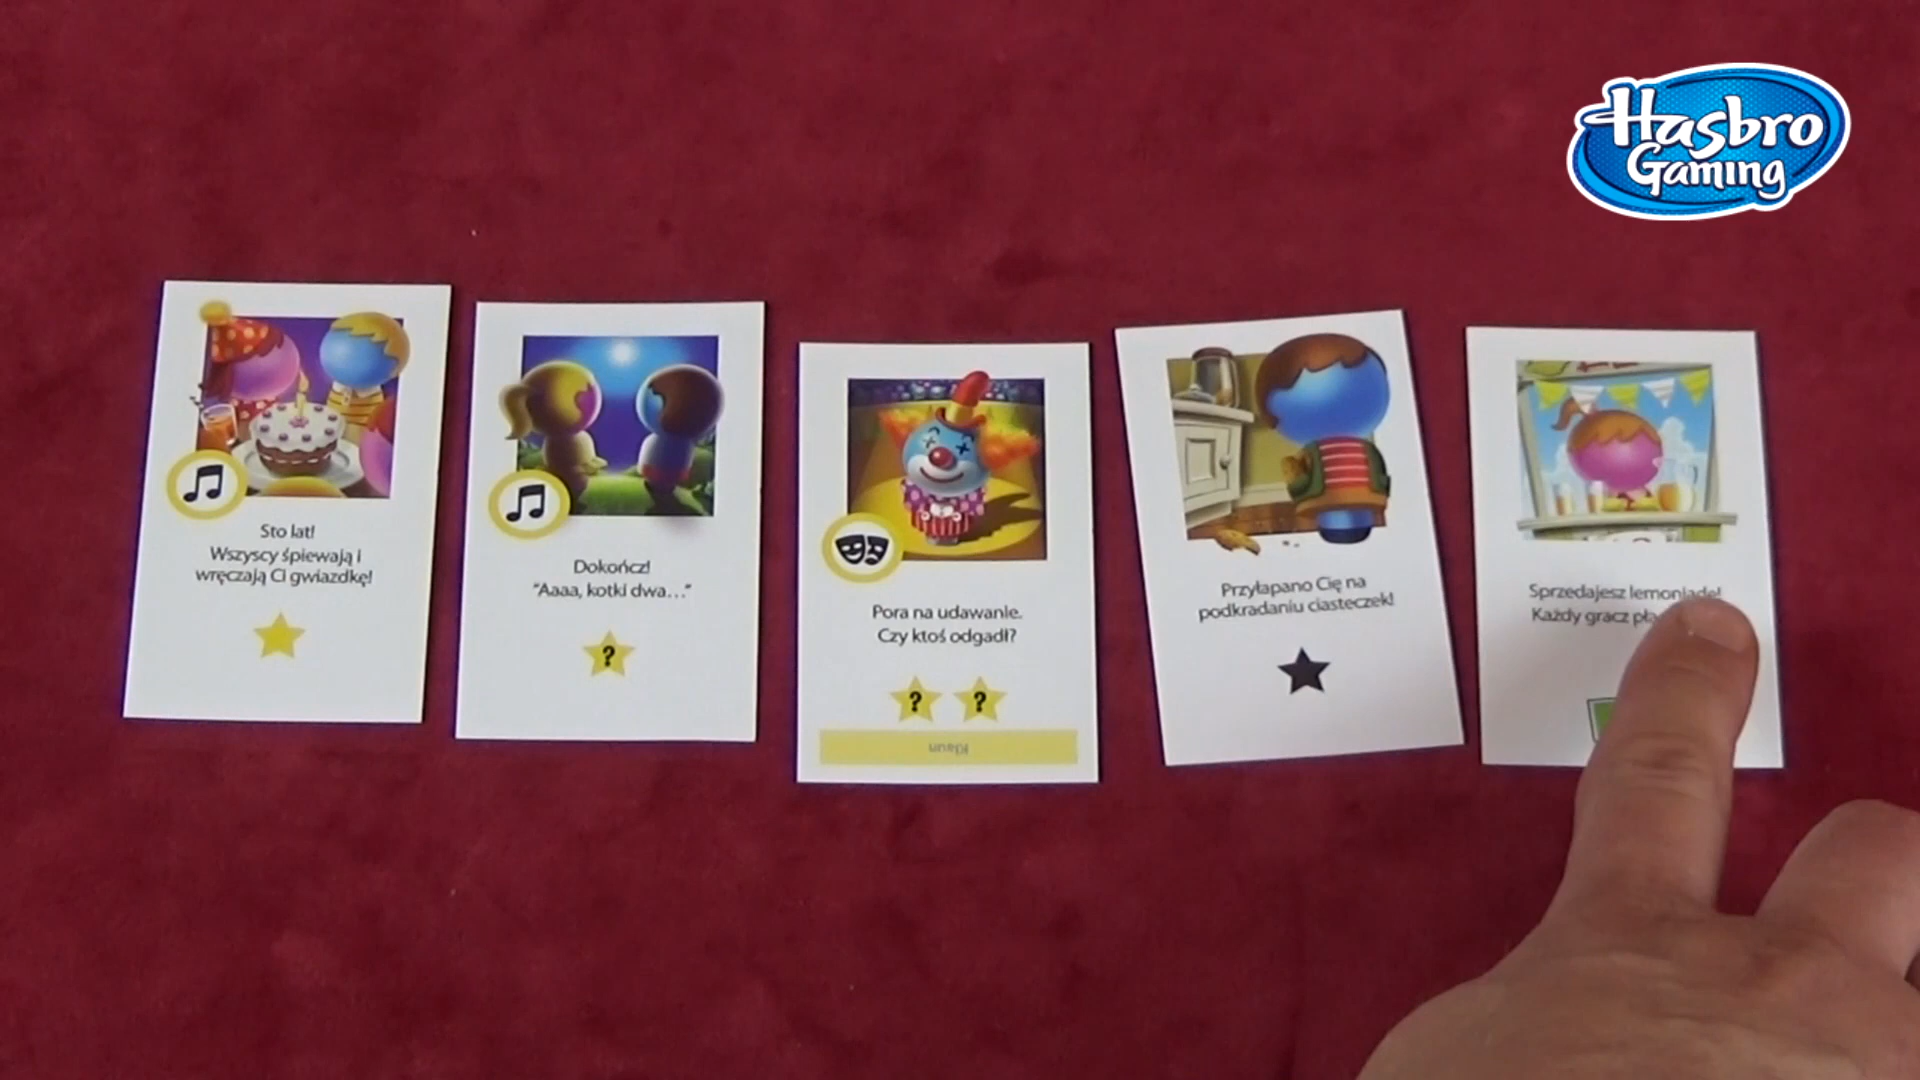 Hasbro
Gaming
Sto lat!
Wszyscy śpiewają i
wręczają Ci gwiazdkę!
Dokończ!
"Aaaa, kotki dwa…"
?
Pora na udawanie.
Czy ktoś odgadł?
? ?
Klaun
Przyłapano Cię na
podkradaniu ciasteczek!
Sprzedajesz lemoniadę!
Każdy gracz